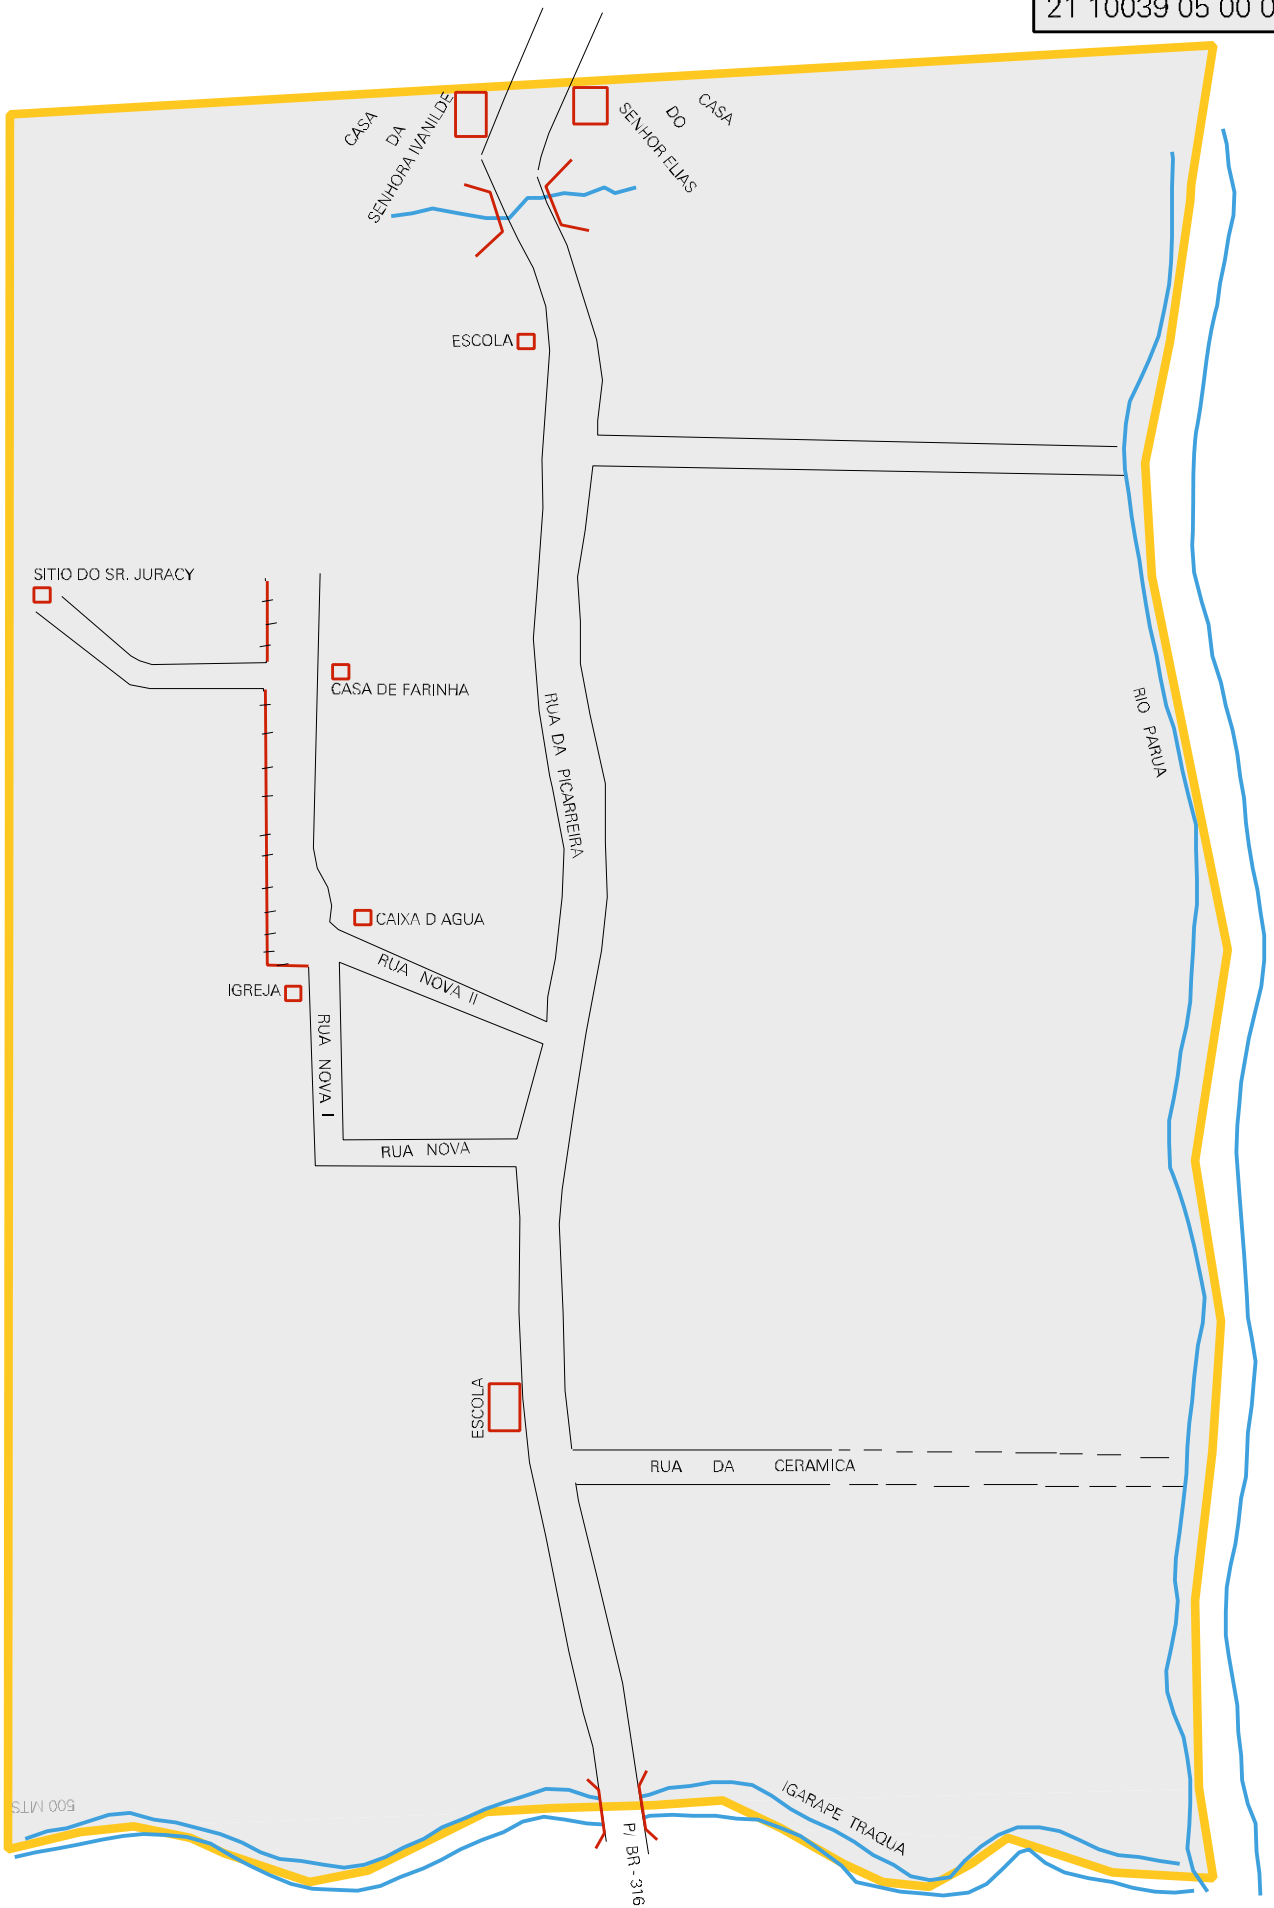 21 10039 05 00 0
CASA
DA
SENHORA IVANILDE
CASA
DO
SENHOR ELIAS
ESCOLA
SITIO DO SR. JURACY
CASA DE FARINHA
RUA DA PICARREIRA
RIO PARUA
CAIXA D AGUA
RUA NOVA II
IGREJA
RUA NOVA I
RUA NOVA
ESCOLA
RUA DA CERAMICA
500 MTS
IGARAPE TRAQUA
P/ BR - 316